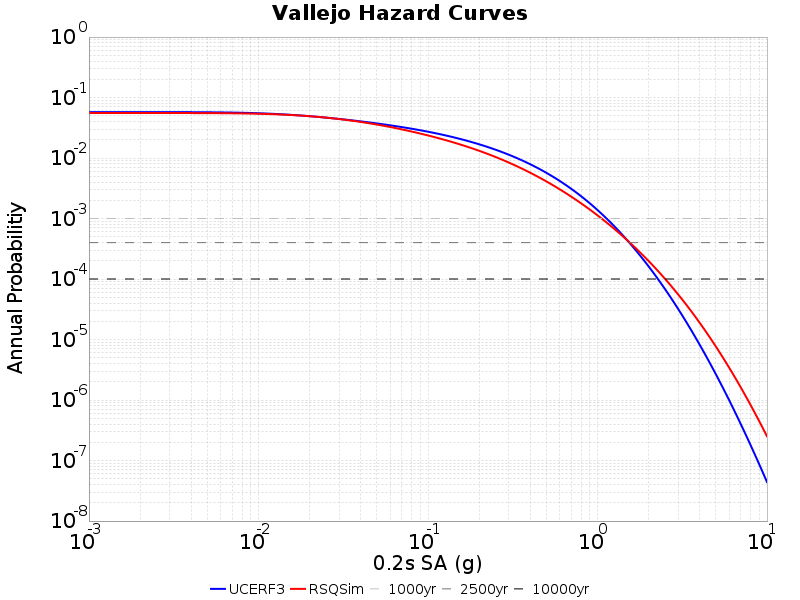 Vallejo Hazard Curves
10^0
10^-1
10^-2
10^-3
10^-4
10^-5
10^-6
10^-7
10^-8
Annual Probabilitiy
10^-3 10^-2 10^-1 10^0 10^1
0.2s SA (g)
UCERF3 RSQSim 1000yr 2500yr 10000yr